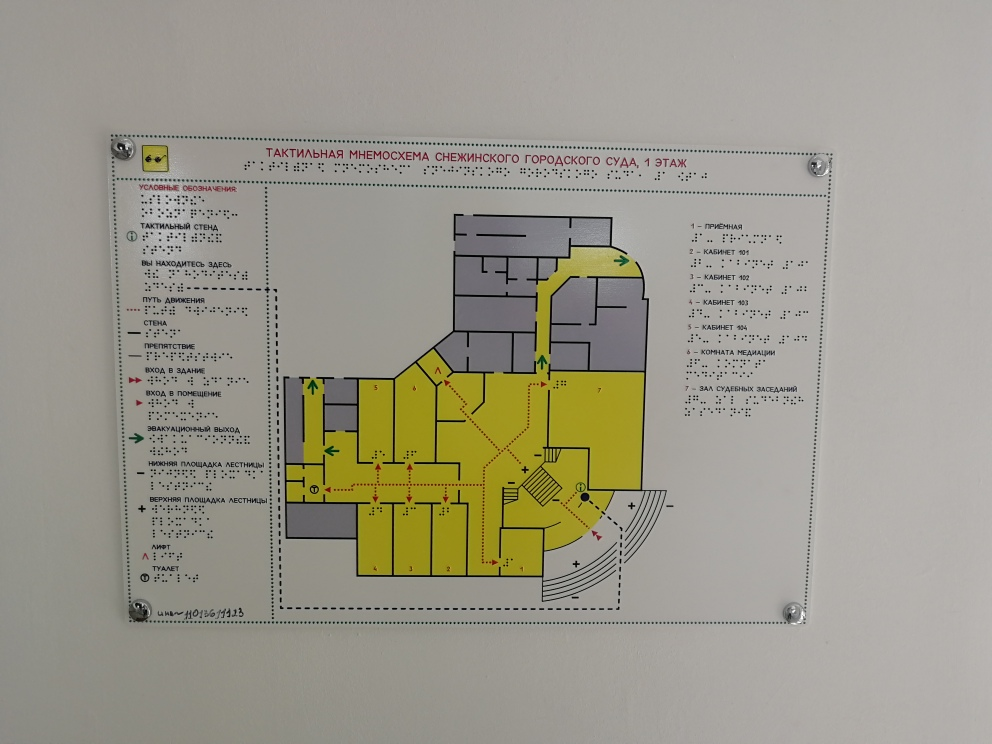 ТАКТИЛЬНАЯ МНЕМОСХЕМА СНЕЖИНСКОГО ГОРОДСКОГО СУДА, 1 ЭТАЖ
УСЛОВНЫЕ ОБОЗНАЧЕНИЯ
ТАКТИЛЬНЫЙ СТЕНД
ВЫ НАХОДИТЕСЬ ЗДЕСЬ
ПУТЬ ДВИЖЕНИЯ
СТЕНА
ПРЕПЯТСТВИЕ
ВХОД В ЗДАНИЕ
ВХОД В ПОМЕЩЕНИЕ
ЭВАКУАЦИОННЫЙ ВЫХОД
НИЖНЯЯ ПЛОЩАДКА ЛЕСТНИЦЫ
ВЕРХНЯЯ ПЛОЩАДКА ЛЕСТНИЦЫ
ЛИФТ
ТУАЛЕТ
5
6
7
4
3
2
1
1 – ПРИЁМНАЯ
2 – КАБИНЕТ 101
3 – КАБИНЕТ 102
4 – КАБИНЕТ 103
5 – КАБИНЕТ 104
6 – КОМНАТА МЕДИАЦИИ
7 – ЗАЛ СУДЕБНЫХ ЗАСЕДАНИЙ